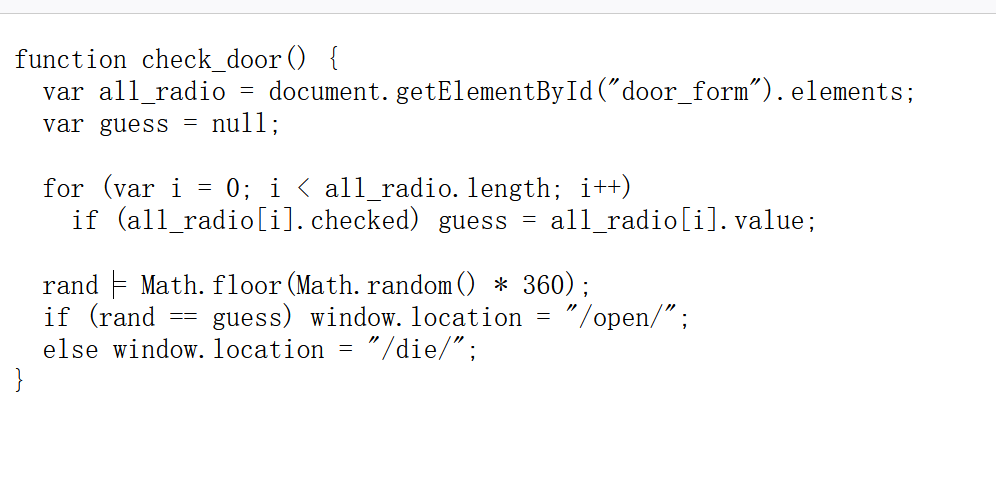 function check_door() {
  var all_radio = document.getElementById("door_form").elements;
  var guess = null;

  for (var i = 0; i < all_radio.length; i++)
    if (all_radio[i].checked) guess = all_radio[i].value;

  rand = Math.floor(Math.random() * 360);
  if (rand == guess) window.location = "/open/";
  else window.location = "/die/";
}